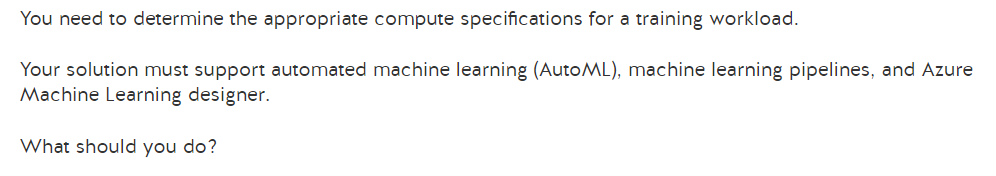 You need to determine the appropriate compute specifications for a training workload.
Your solution must support automated machine learning (AutoML), machine learning pipelines, and Azure
Machine Learning designer.
What should you do?